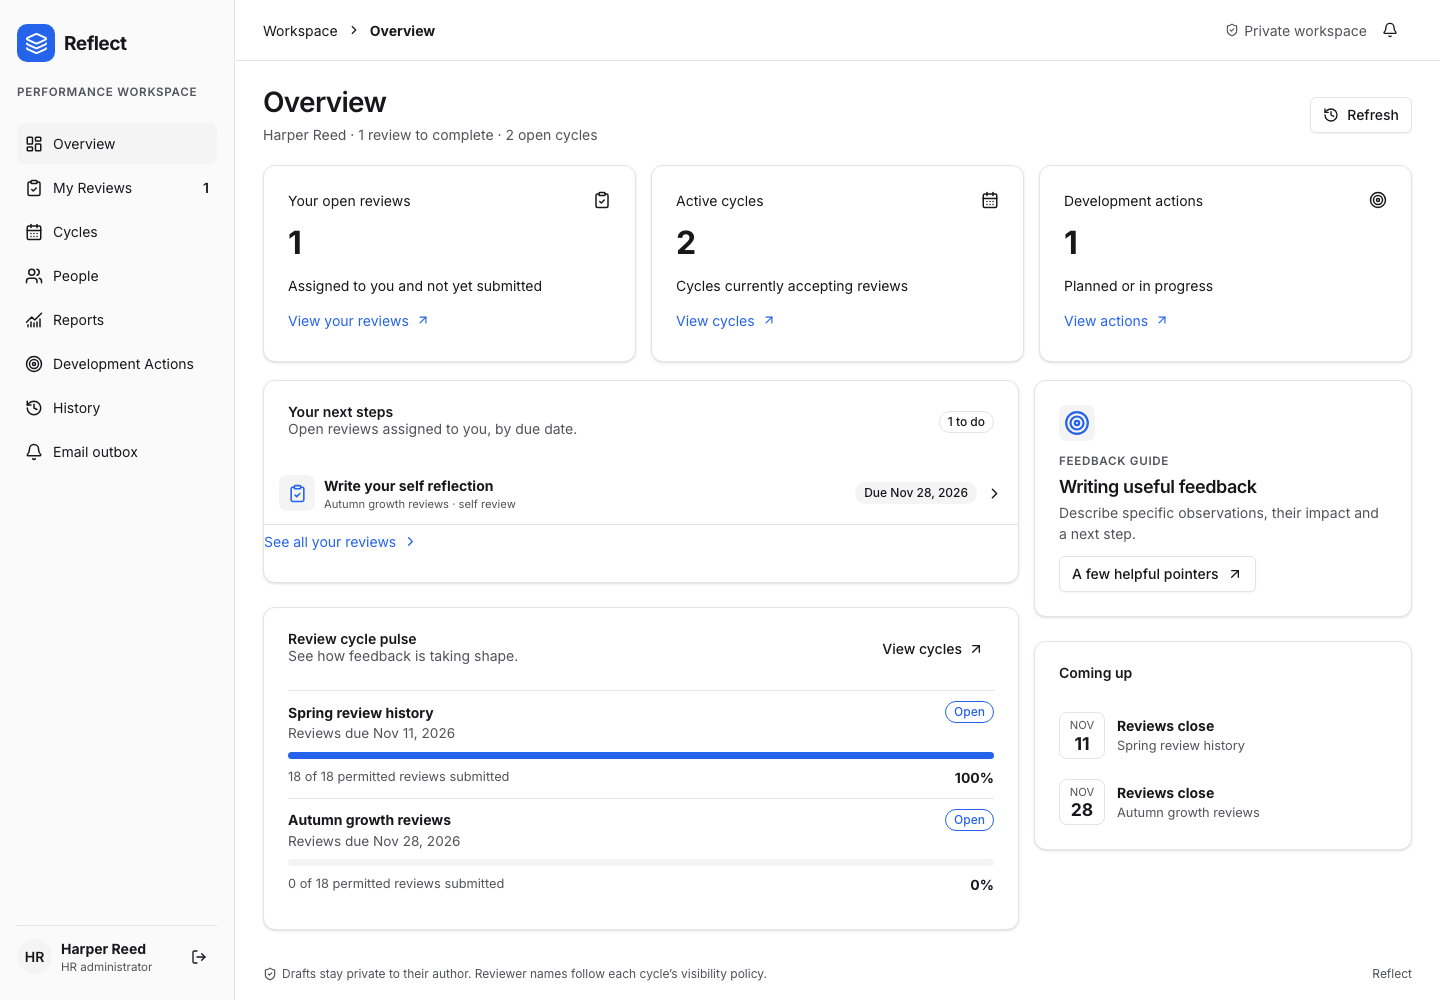 Reflect
PERFORMANCE WORKSPACE
Overview
My Reviews 1
Cycles
People
Reports
Development Actions
History
Email outbox
HR
Harper Reed
HR administrator
Workspace Overview
Private workspace
Overview
Harper Reed · 1 review to complete · 2 open cycles
Refresh
Your open reviews
1
Assigned to you and not yet submitted
View your reviews
Active cycles
2
Cycles currently accepting reviews
View cycles
Development actions
1
Planned or in progress
View actions
Your next steps
Open reviews assigned to you, by due date.
1 to do
Write your self reflection
Autumn growth reviews · self review
Due Nov 28, 2026
See all your reviews
Review cycle pulse
See how feedback is taking shape.
View cycles
Spring review history
Open
Reviews due Nov 11, 2026
18 of 18 permitted reviews submitted
100%
Autumn growth reviews
Open
Reviews due Nov 28, 2026
0 of 18 permitted reviews submitted
0%
FEEDBACK GUIDE
Writing useful feedback
Describe specific observations, their impact and
a next step.
A few helpful pointers
Coming up
NOV
11
Reviews close
Spring review history
NOV
28
Reviews close
Autumn growth reviews
Drafts stay private to their author. Reviewer names follow each cycle’s visibility policy.
Reflect